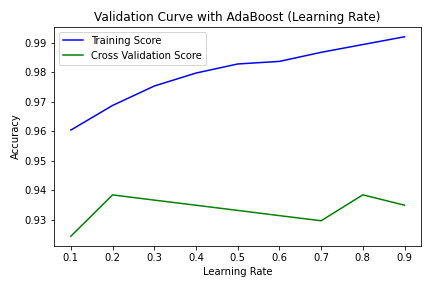 Validation Curve with AdaBoost (Learning Rate)
Training Score
Cross Validation Score
0.99
0.98
0.97
0.96
0.95
0.94
0.93
Accuracy
0.1 0.2 0.3 0.4 0.5 0.6 0.7 0.8 0.9
Learning Rate